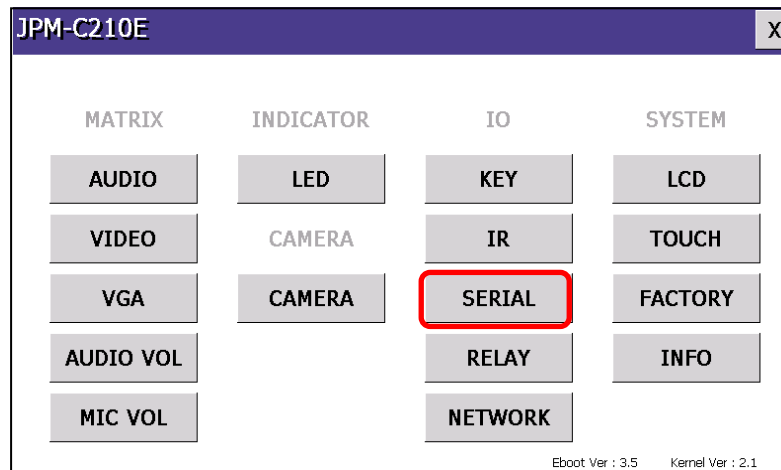 JPM-C210E X
MATRIX INDICATOR IO SYSTEM
AUDIO LED KEY LCD
VIDEO CAMERA IR TOUCH
VGA CAMERA SERIAL FACTORY
AUDIO VOL RELAY INFO
MIC VOL NETWORK
Eboot Ver : 3.5 Kernel Ver : 2.1